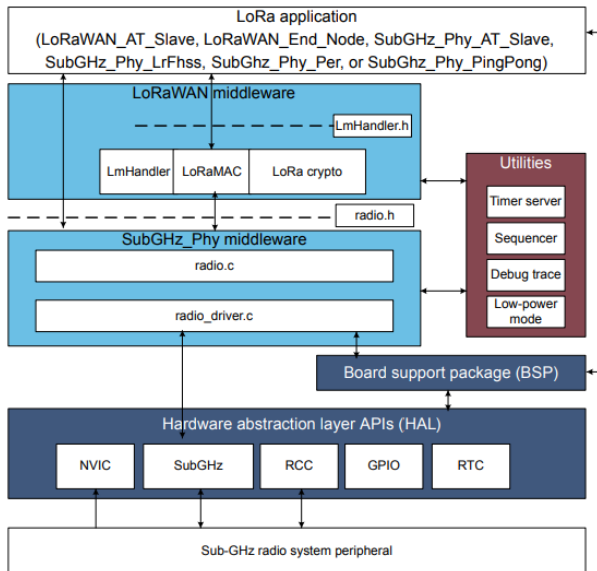 LoRa application
(LoRaWAN_AT_Slave, LoRaWAN_End_Node, SubGHz_Phy_AT_Slave,
SubGHz_Phy_LrFhss, SubGHz_Phy_Per, or SubGHz_Phy_PingPong)
LoRaWAN middleware
LmHandler.h
LmHandler
LoRaMAC
LoRa crypto
Utilities
Timer server
Sequencer
Debug trace
Low-power
mode
radio.h
SubGHz_Phy middleware
radio.c
radio_driver.c
Board support package (BSP)
Hardware abstraction layer APIs (HAL)
NVIC
SubGHz
RCC
GPIO
RTC
Sub-GHz radio system peripheral